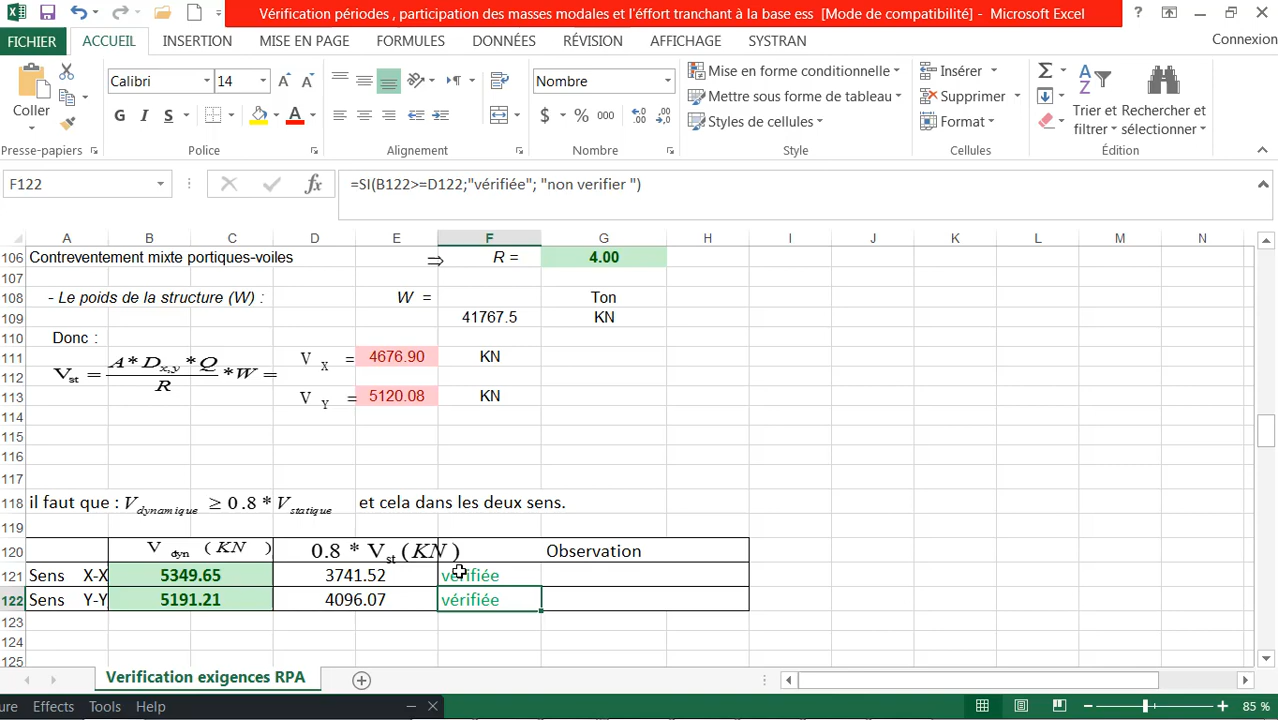 Vérification périodes , participation des masses modales et l'éffort tranchant à la base ess [Mode de compatibilité] - Microsoft Excel
FICHIER ACCUEIL INSERTION MISE EN PAGE FORMULES DONNÉES RÉVISION AFFICHAGE SYSTRAN Connexion
Coller
Calibri 14
Nombre
Mise en forme conditionnelle
Mettre sous forme de tableau
Styles de cellules
Insérer
Supprimer
Format
Trier et filtrer
Rechercher et sélectionner
Presse-papiers Police Alignement Nombre Style Cellules Édition
F122 =SI(B122>=D122;"vérifiée"; "non verifier ")
A B C D E F G H I J K L M N
106 Contreventement mixte portiques-voiles ⇒ R = 4.00
107
108 - Le poids de la structure (W) : W = Ton
109 41767.5 KN
110 Donc :
111 V X = 4676.90 KN
112 Vst = A * Dx,y * Q / R * W =
113 V Y = 5120.08 KN
114
115
116
117
118 il faut que : Vdynamique ≥ 0.8 * Vstatique et cela dans les deux sens.
119
120 V dyn (KN) 0.8 * Vst (KN) Observation
121 Sens X-X 5349.65 3741.52 vérifiée
122 Sens Y-Y 5191.21 4096.07 vérifiée
123
124
125
Verification exigences RPA
ure Effects Tools Help 85 %